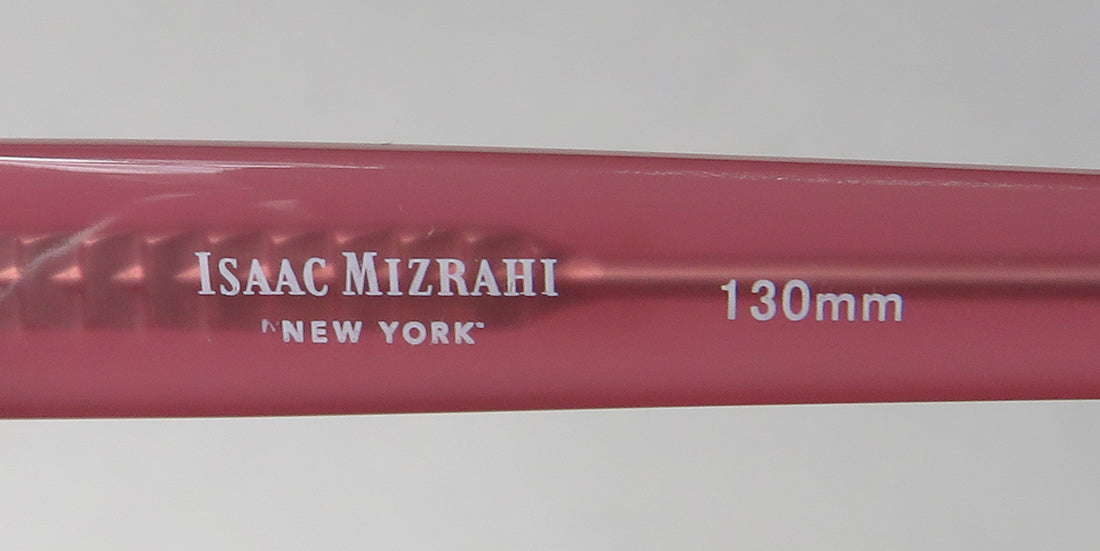 ISAAC MIZRAHI
"NEW YORK"
130mm